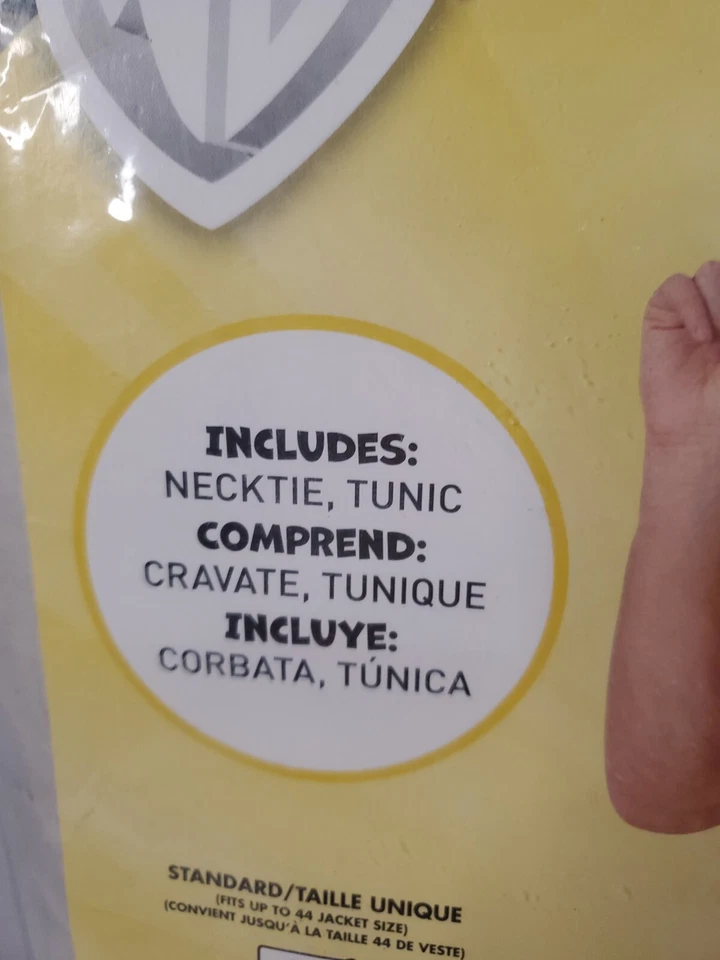 INCLUDES:
NECKTIE, TUNIC
COMPREND:
CRAVATE, TUNIQUE
INCLUYE:
CORBATA, TÚNICA
STANDARD/TAILLE UNIQUE
(FITS UP TO 44 JACKET SIZE)
(CONVIENT JUSQU'À LA TAILLE 44 DE VESTE)